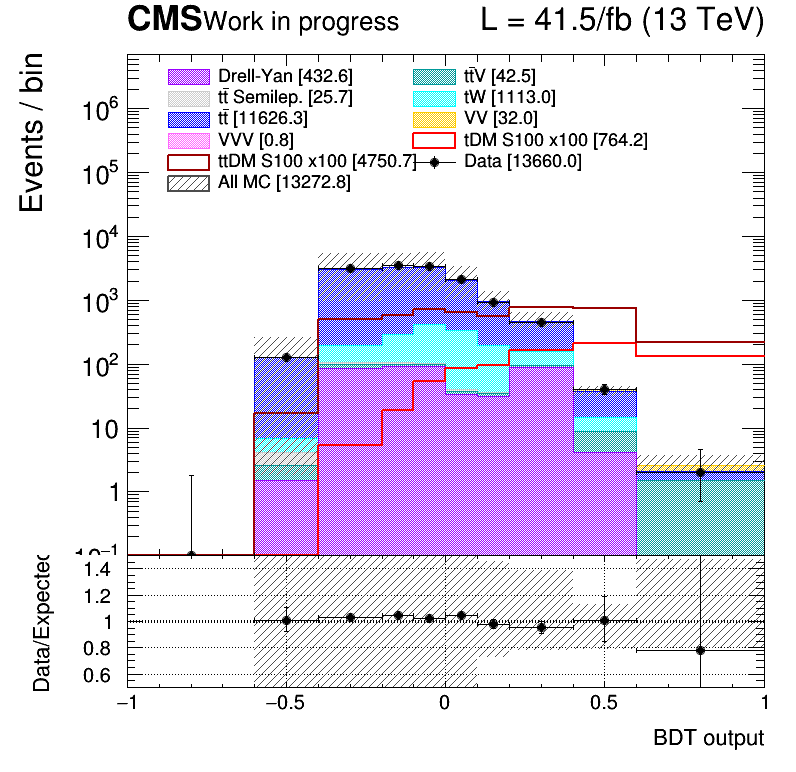 CMS Work in progress L = 41.5/fb (13 TeV)
Events / bin
Drell-Yan [432.6] tt̄V [42.5]
tt̄ Semilep. [25.7] tW [1113.0]
tt̄ [11626.3] VV [32.0]
VVV [0.8] tDM S100 x100 [764.2]
ttDM S100 x100 [4750.7] Data [13660.0]
All MC [13272.8]
10⁶
10⁵
10⁴
10³
10²
10
1
10⁻¹
Data/Expected
1.4
1.2
1
0.8
0.6
−1 −0.5 0 0.5 1
BDT output